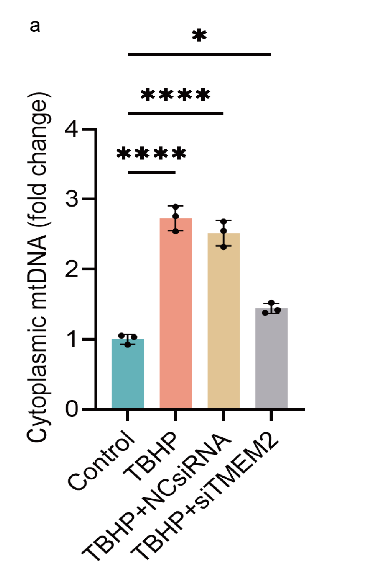 a
*
****
****
Cytoplasmic mtDNA (fold change)
4
3
2
1
0
Control
TBHP
TBHP+NCsiRNA
TBHP+siTMEM2